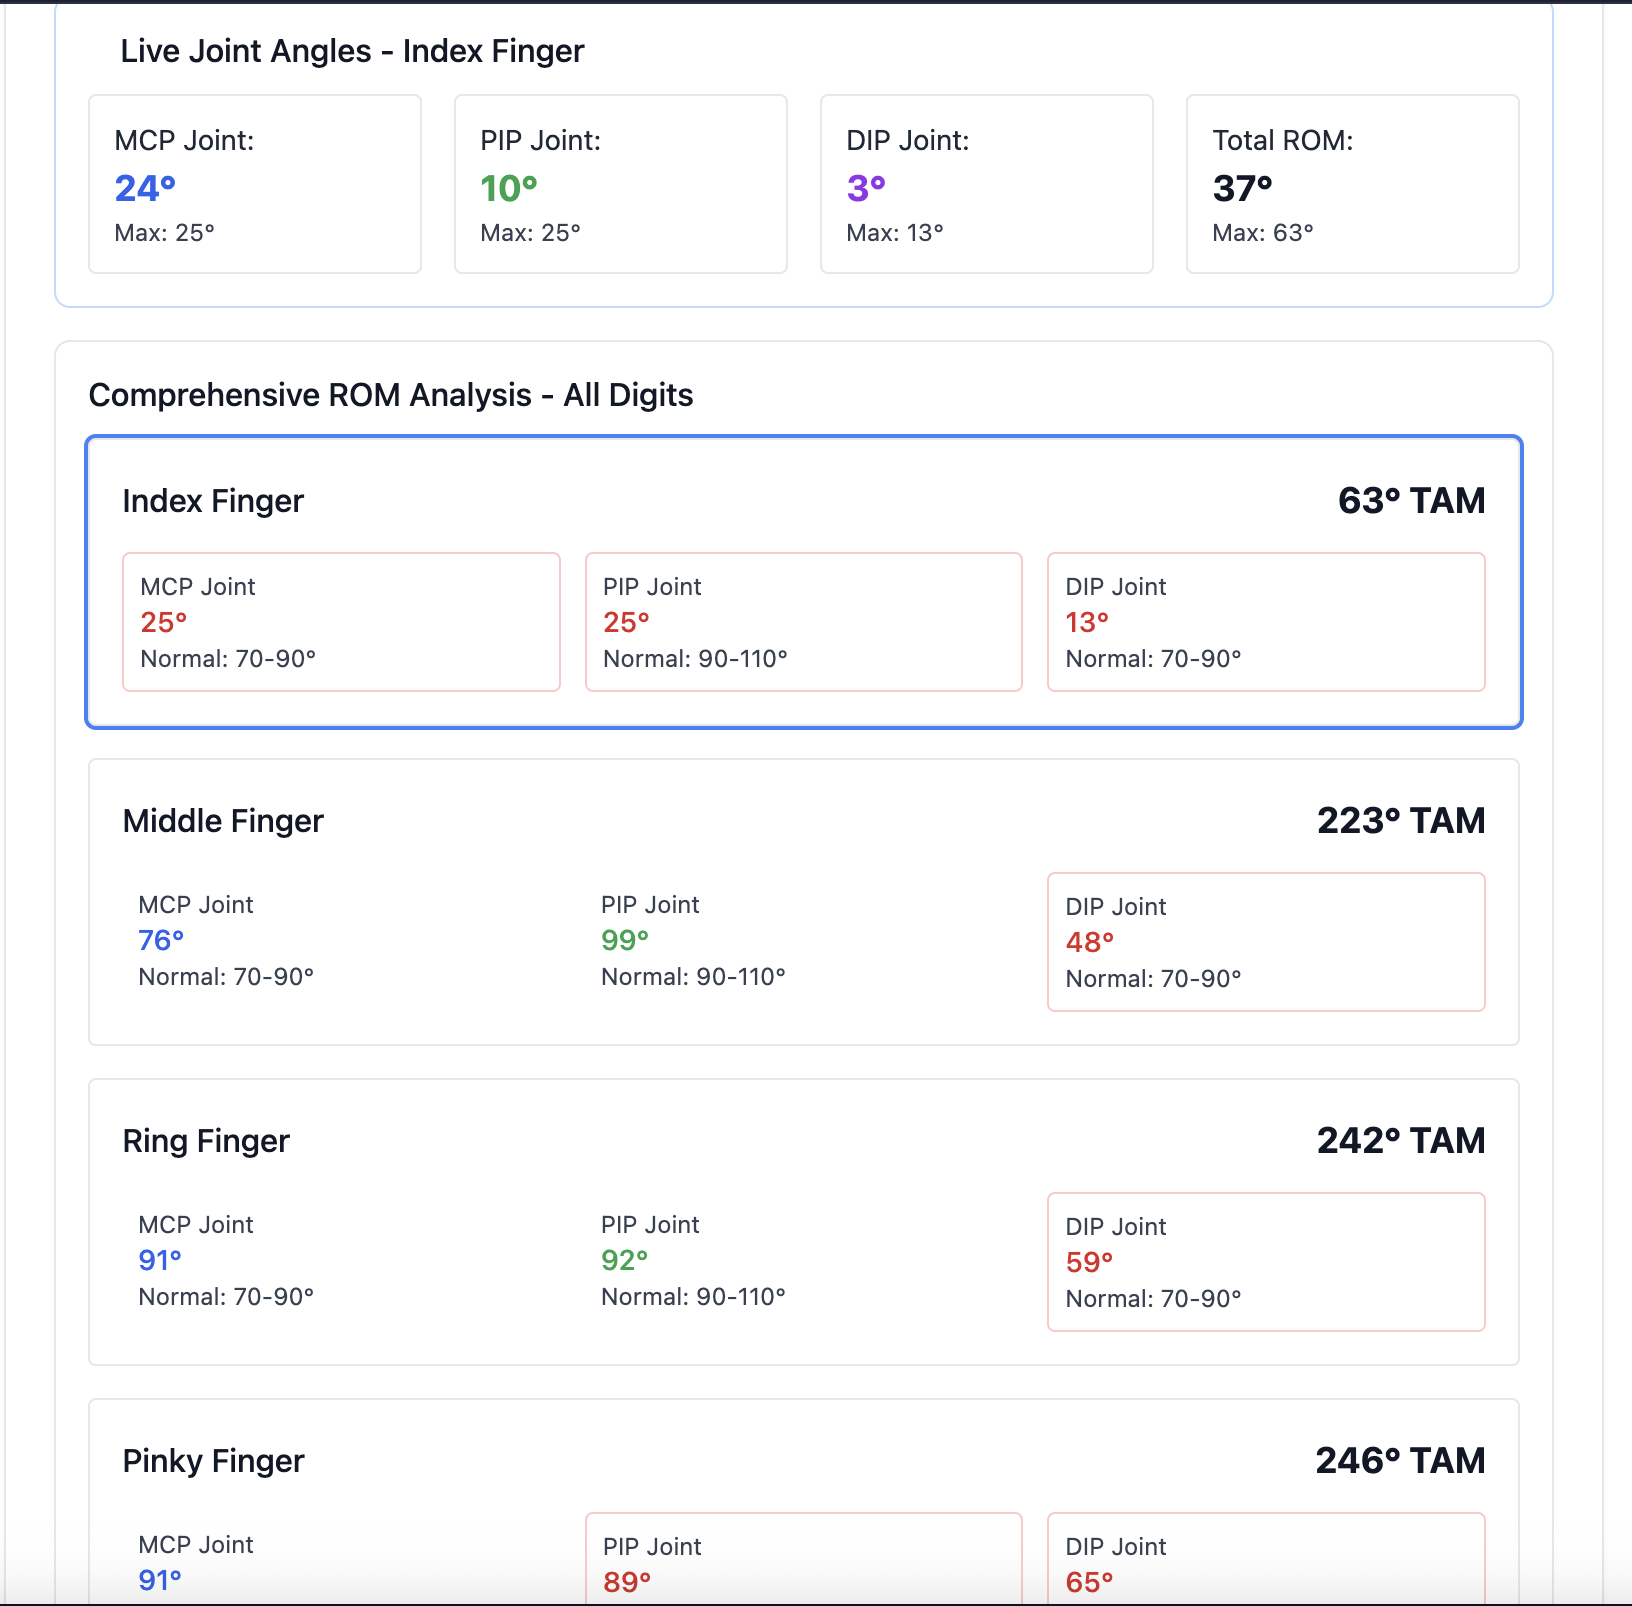 Live Joint Angles - Index Finger
MCP Joint:
24°
Max: 25°
PIP Joint:
10°
Max: 25°
DIP Joint:
3°
Max: 13°
Total ROM:
37°
Max: 63°
Comprehensive ROM Analysis - All Digits
Index Finger
63° TAM
MCP Joint
25°
Normal: 70-90°
PIP Joint
25°
Normal: 90-110°
DIP Joint
13°
Normal: 70-90°
Middle Finger
223° TAM
MCP Joint
76°
Normal: 70-90°
PIP Joint
99°
Normal: 90-110°
DIP Joint
48°
Normal: 70-90°
Ring Finger
242° TAM
MCP Joint
91°
Normal: 70-90°
PIP Joint
92°
Normal: 90-110°
DIP Joint
59°
Normal: 70-90°
Pinky Finger
246° TAM
MCP Joint
91°
PIP Joint
89°
DIP Joint
65°